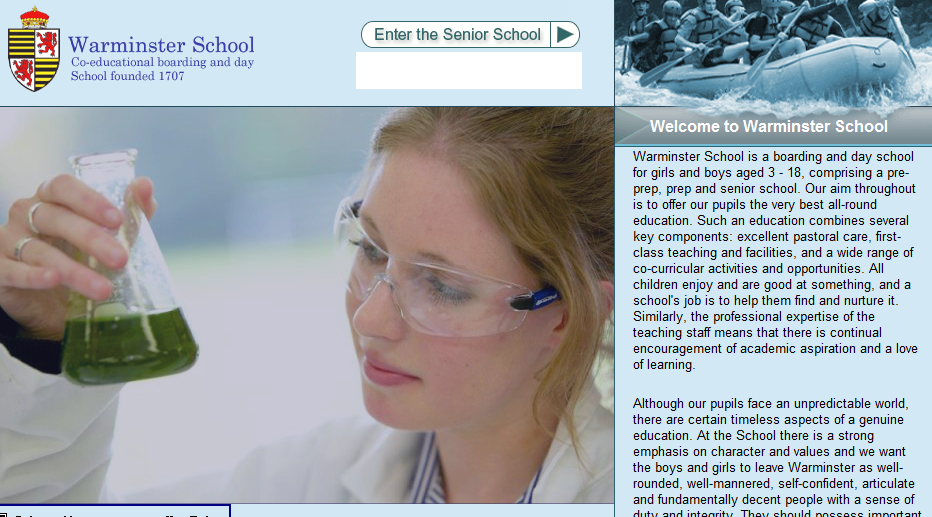 Warminster School
Co-educational boarding and day
School founded 1707
Enter the Senior School
Welcome to Warminster School
Warminster School is a boarding and day school
for girls and boys aged 3 - 18, comprising a pre-
prep, prep and senior school. Our aim throughout
is to offer our pupils the very best all-round
education. Such an education combines several
key components: excellent pastoral care, first-
class teaching and facilities, and a wide range of
co-curricular activities and opportunities. All
children enjoy and are good at something, and a
school's job is to help them find and nurture it.
Similarly, the professional expertise of the
teaching staff means that there is continual
encouragement of academic aspiration and a love
of learning.
Although our pupils face an unpredictable world,
there are certain timeless aspects of a genuine
education. At the School there is a strong
emphasis on character and values and we want
the boys and girls to leave Warminster as well-
rounded, well-mannered, self-confident, articulate
and fundamentally decent people with a sense of
duty and integrity. They should possess important